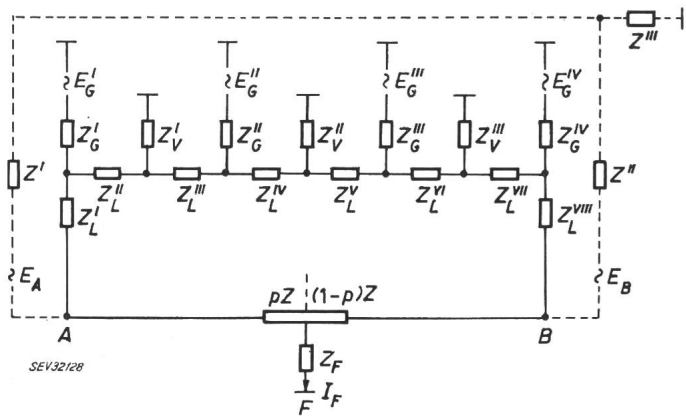 Z'''
E_G^I E_G^II E_G^III E_G^IV
Z_G^I Z_V^I Z_G^II Z_V^II Z_G^III Z_V^III Z_G^IV
Z' Z_L^II Z_L^III Z_L^IV Z_L^V Z_L^VI Z_L^VII Z''
Z_L^I Z_L^VIII
E_A E_B
pZ (1-p)Z
A B
Z_F
SEV32128
I_F
F